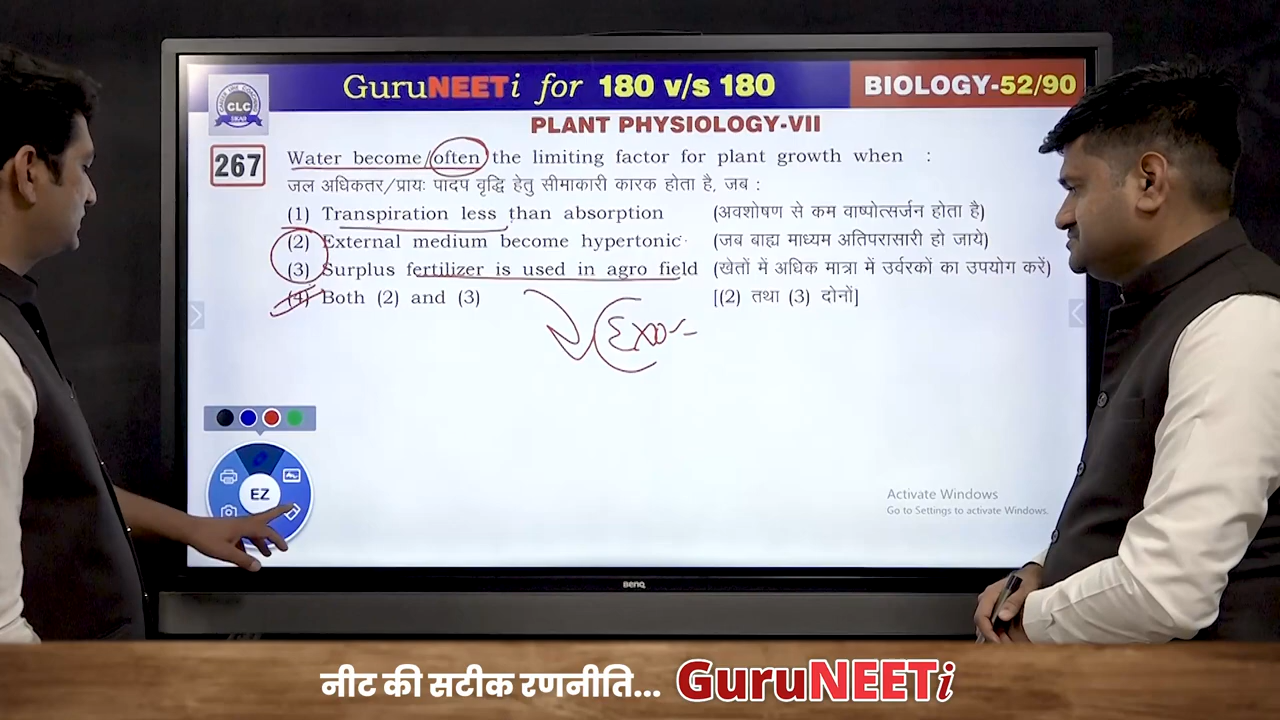 GuruNEETi for 180 v/s 180
BIOLOGY-52/90
CLC
SIKAR
PLANT PHYSIOLOGY-VII
267
Water become/often the limiting factor for plant growth when :
जल अधिकतर/प्रायः पादप वृद्धि हेतु सीमाकारी कारक होता है, जब :
(1) Transpiration less than absorption (अवशोषण से कम वाष्पोत्सर्जन होता है)
(2) External medium become hypertonic (जब बाह्य माध्यम अतिपरासारी हो जाये)
(3) Surplus fertilizer is used in agro field (खेतों में अधिक मात्रा में उर्वरकों का उपयोग करें)
(4) Both (2) and (3) [(2) तथा (3) दोनों]
EZ
Activate Windows
Go to Settings to activate Windows.
BenQ
नीट की सटीक रणनीति... GuruNEETi